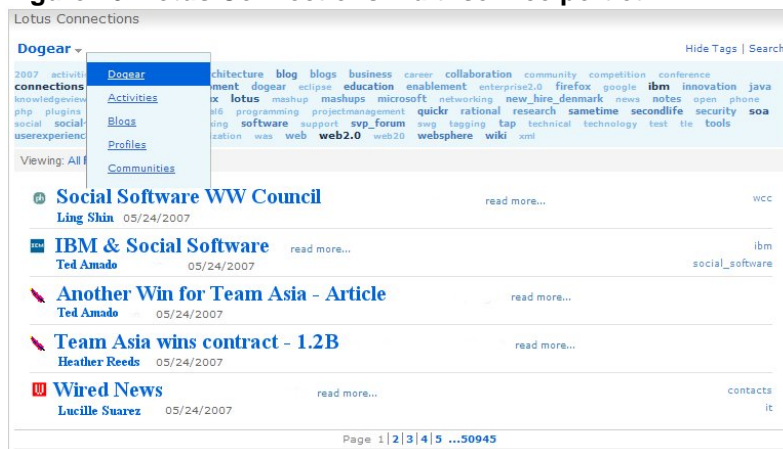 Lotus Connections
Dogear
Hide Tags | Search
Dogear
Activities
Blogs
Profiles
Communities
2007 chitecture blog blogs business career collaboration community competition conference
connections ment dogear eclipse education enablement enterprise2.0 firefox google ibm innovation java
knowledgeview lotus mashup mashups microsoft networking new_hire_denmark news notes open phone
php plugins programming projectmanagement quickr rational research sametime secondlife security soa
social software support svp_forum swg tagging tap technical technology test tle tools
userexperienc ization was web web2.0 web20 websphere wiki xml
Viewing: All
Social Software WW Council read more... wcc
Ling Shin 05/24/2007
IBM & Social Software read more... ibm
Ted Amado 05/24/2007 social_software
Another Win for Team Asia - Article read more...
Ted Amado 05/24/2007
Team Asia wins contract - 1.2B read more...
Heather Reeds 05/24/2007
Wired News read more... contacts
Lucille Suarez 05/24/2007 it
Page 1|2|3|4|5 ...50945